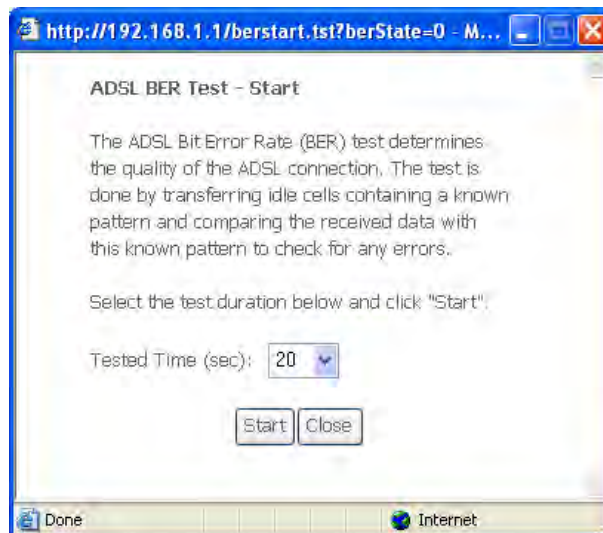 http://192.168.1.1/berstart.tst?berState=0 - M...
ADSL BER Test - Start
The ADSL Bit Error Rate (BER) test determines
the quality of the ADSL connection. The test is
done by transferring idle cells containing a known
pattern and comparing the received data with
this known pattern to check for any errors.
Select the test duration below and click "Start".
Tested Time (sec): 20
Start Close
Done Internet